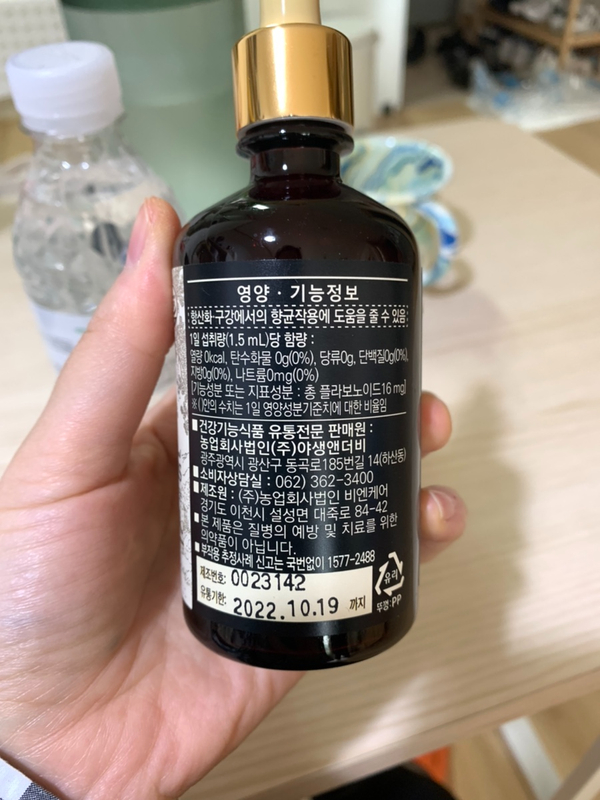 영양 · 기능정보
항산화·구강에서의 항균작용에 도움을 줄 수 있음
1일 섭취량(1.5 mL)당 함량 :
열량 0kcal, 탄수화물 0g(0%), 당류0g, 단백질0g(0%),
지방0g(0%), 나트륨0mg(0%)
[기능성분 또는 지표성분 : 총 플라보노이드16 mg]
※ ( )안의 수치는 1일 영양성분기준치에 대한 비율임
■건강기능식품 유통전문 판매원 :
농업회사법인(주)야생앤더비
광주광역시 광산구 동곡로185번길 14(하산동)
■소비자상담실 : 062) 362-3400
■제조원 : (주)농업회사법인 비엔케어
경기도 이천시 설성면 대죽로 84-42
■본 제품은 질병의 예방 및 치료를 위한
의약품이 아닙니다.
■부작용 추정사례 신고는 국번없이 1577-2488
제조번호: 0023142
유통기한: 2022.10.19 까지
유리
뚜껑:PP